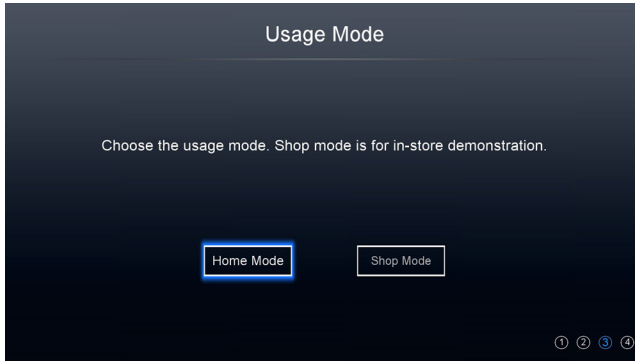 Usage Mode
Choose the usage mode. Shop mode is for in-store demonstration.
Home Mode Shop Mode
1 2 3 4